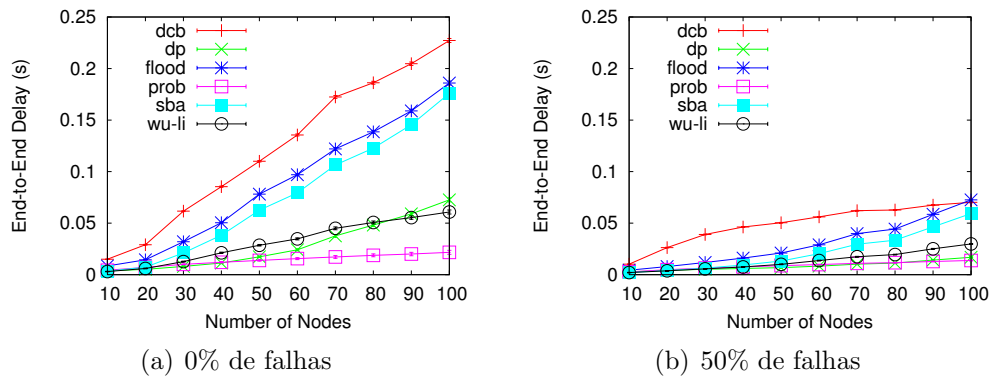 0.25
0.2
0.15
0.1
0.05
0
End-to-End Delay (s)
dcb
dp
flood
prob
sba
wu-li
10 20 30 40 50 60 70 80 90 100
Number of Nodes
(a) 0% de falhas
0.25
0.2
0.15
0.1
0.05
0
End-to-End Delay (s)
dcb
dp
flood
prob
sba
wu-li
10 20 30 40 50 60 70 80 90 100
Number of Nodes
(b) 50% de falhas